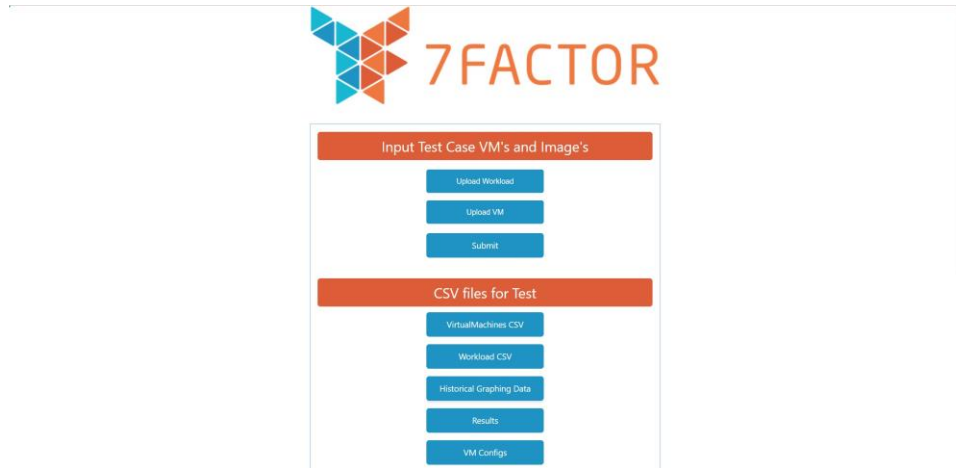 7FACTOR
Input Test Case VM's and Image's
Upload Workload
Upload VM
Submit
CSV files for Test
VirtualMachines CSV
Workload CSV
Historical Graphing Data
Results
VM Configs